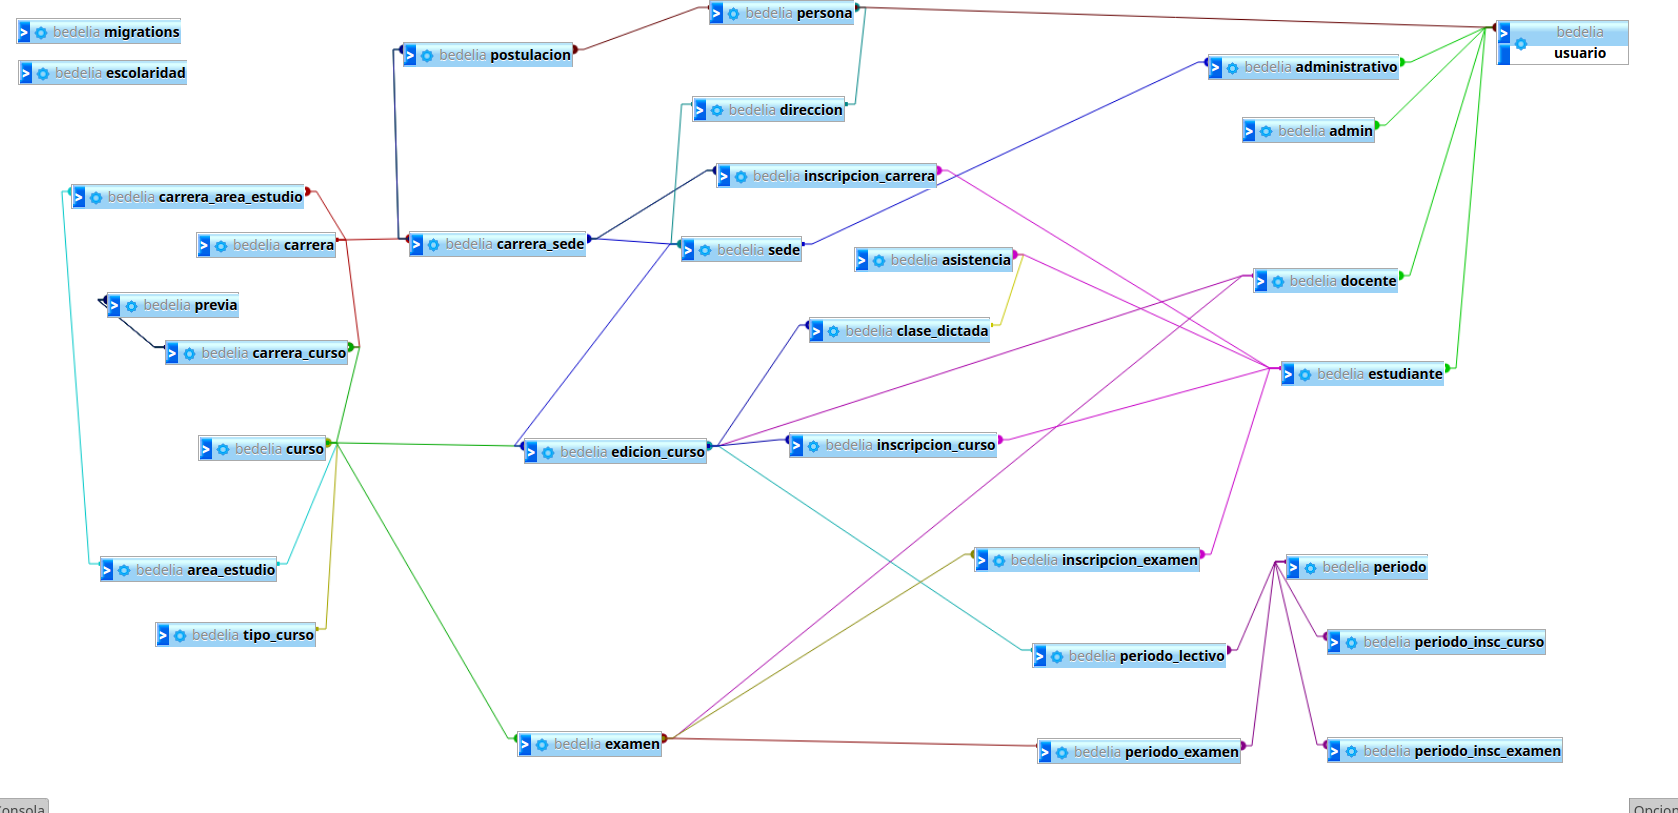 bedelia persona
bedelia migrations
bedelia usuario
bedelia postulacion
bedelia administrativo
bedelia escolaridad
bedelia direccion
bedelia admin
bedelia inscripcion_carrera
bedelia carrera_area_estudio
bedelia carrera
bedelia carrera_sede
bedelia sede
bedelia asistencia
bedelia docente
bedelia previa
bedelia clase_dictada
bedelia carrera_curso
bedelia estudiante
bedelia curso
bedelia edicion_curso
bedelia inscripcion_curso
bedelia inscripcion_examen
bedelia periodo
bedelia area_estudio
bedelia tipo_curso
bedelia periodo_insc_curso
bedelia periodo_lectivo
bedelia examen
bedelia periodo_examen
bedelia periodo_insc_examen
onsola
Opcion